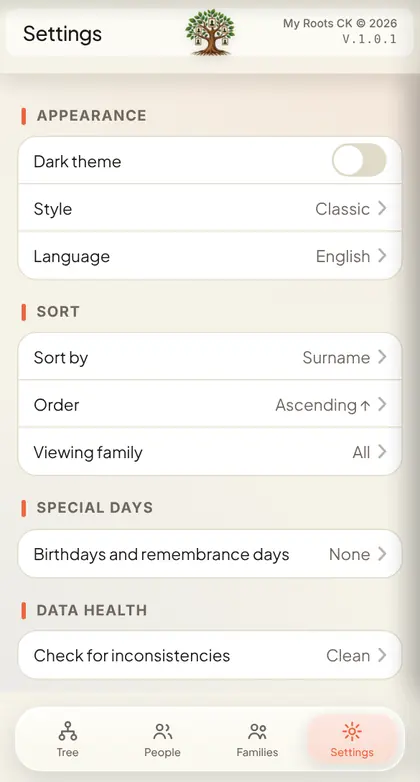 Settings
My Roots CK © 2026
V.1.0.1
APPEARANCE
Dark theme
Style Classic
Language English
SORT
Sort by Surname
Order Ascending ↑
Viewing family All
SPECIAL DAYS
Birthdays and remembrance days None
DATA HEALTH
Check for inconsistencies Clean
Tree People Families Settings